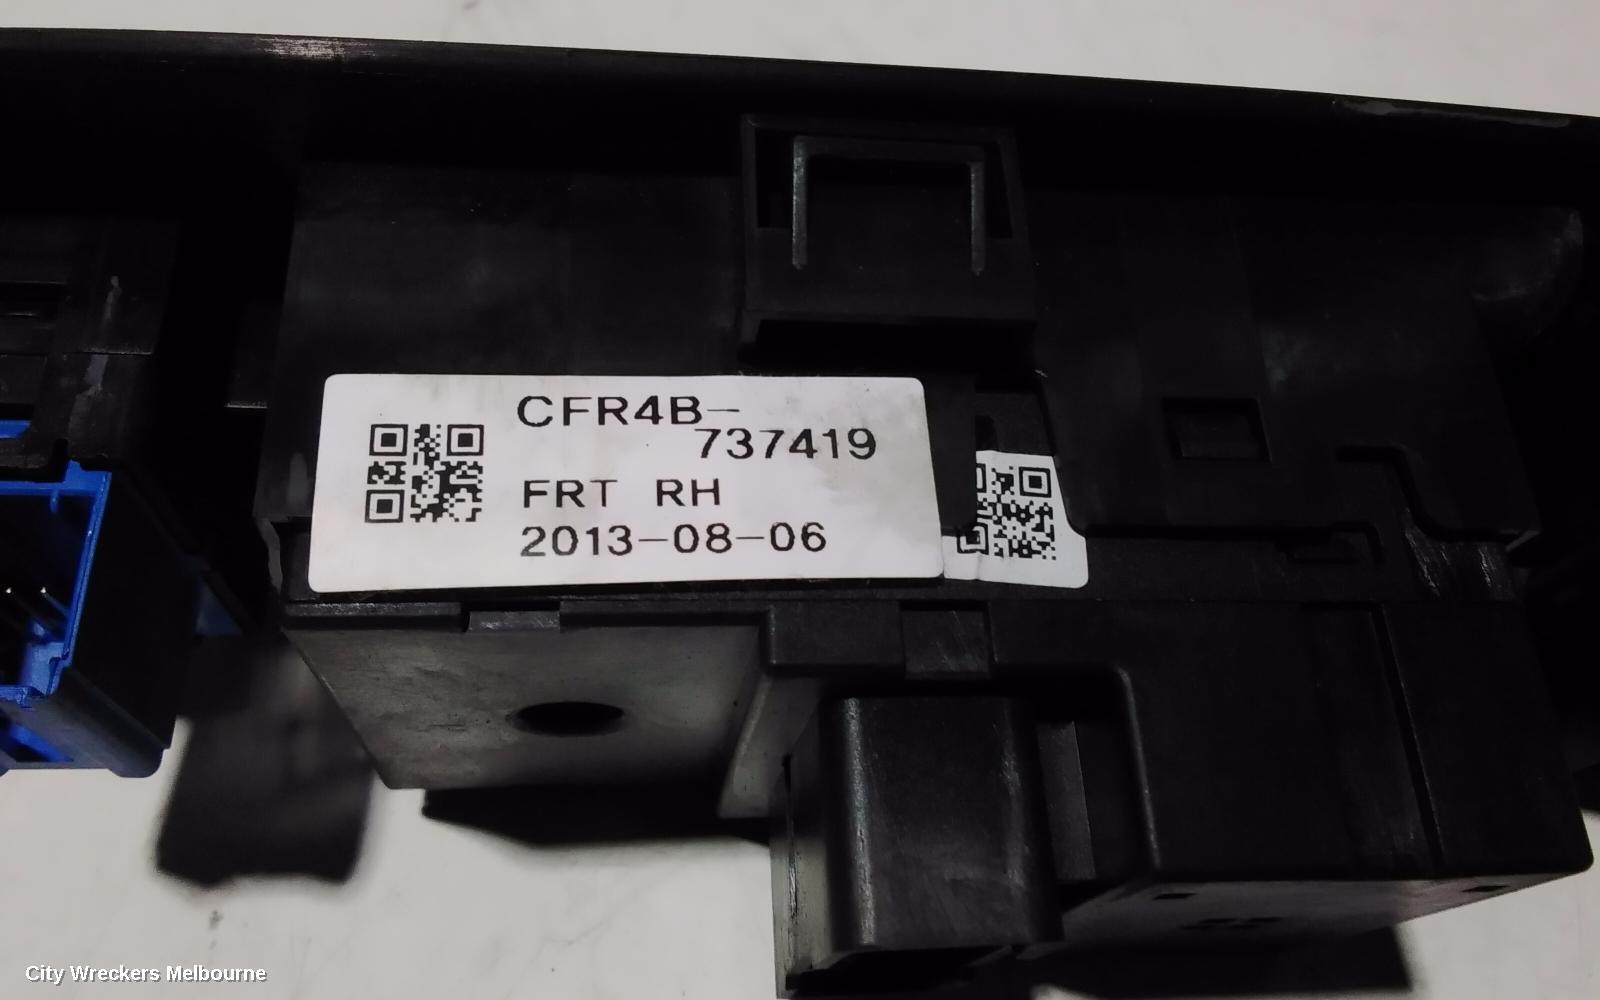 CFR4B-
737419
FRT RH
2013-08-06
City Wreckers Melbourne